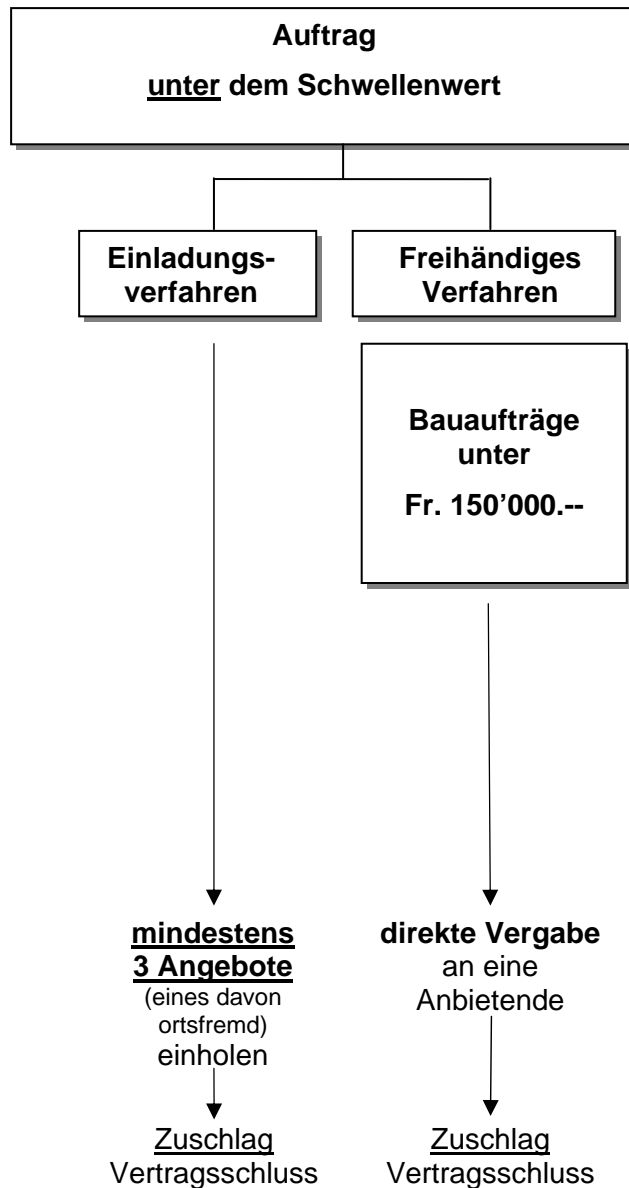 Auftrag
unter dem Schwellenwert
Einladungs-
verfahren
Freihändiges
Verfahren
Bauaufträge
unter
Fr. 150’000.--
mindestens
3 Angebote
(eines davon
ortsfremd)
einholen
direkte Vergabe
an eine
Anbietende
Zuschlag
Vertragsschluss
Zuschlag
Vertragsschluss